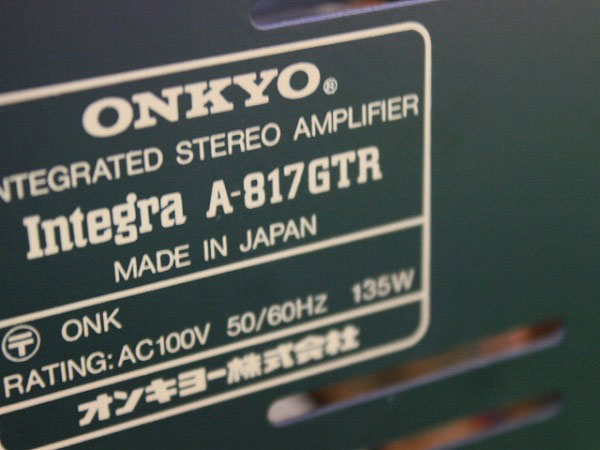 ONKYO®
INTEGRATED STEREO AMPLIFIER
Integra A-817GTR
MADE IN JAPAN
〒 ONK
RATING: AC100V 50/60Hz 135W
オンキヨー株式会社